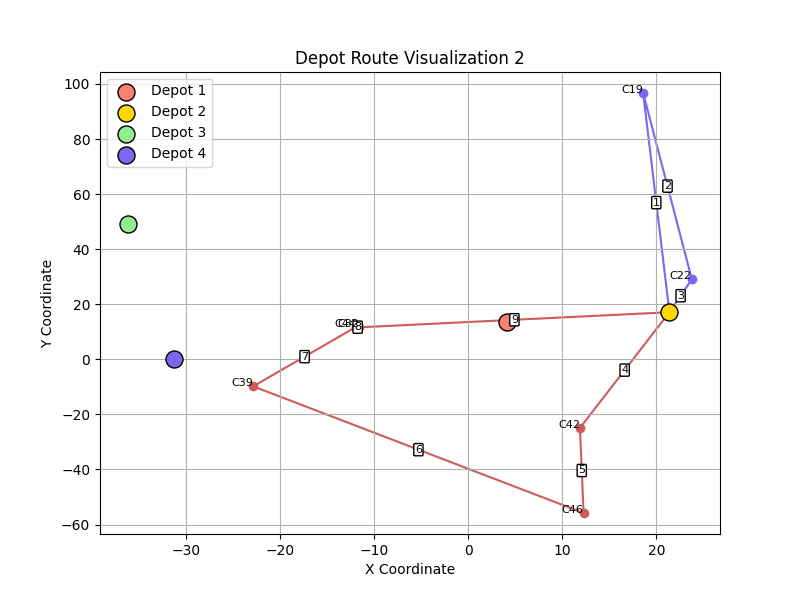 Depot Route Visualization 2
Depot 1
Depot 2
Depot 3
Depot 4
Y Coordinate
100
80
60
40
20
0
−20
−40
−60
C19
2
1
C22
3
9
8
7
C39
4
C42
6
5
C46
−30
−20
−10
0
10
20
X Coordinate